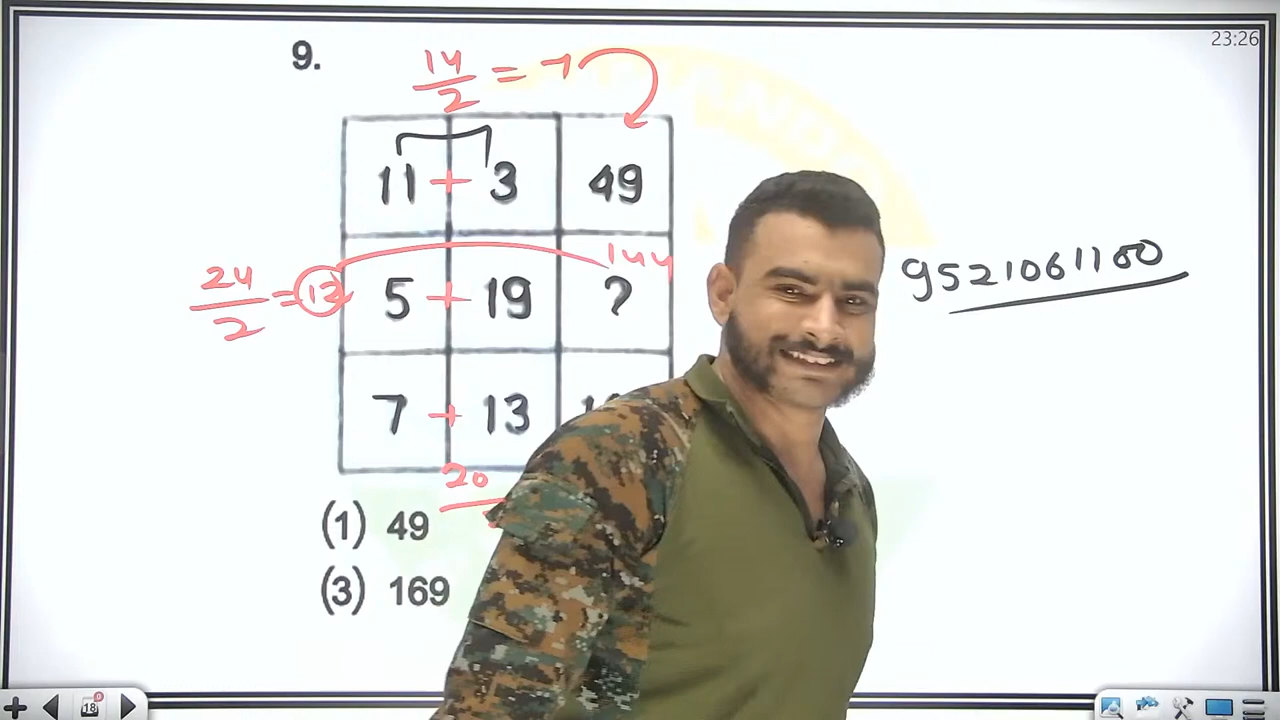 23:26
9.
14/2 = 7
11 + 3 49
24/2 = 12 5 + 19 ? 144
7 + 13
20
(1) 49
(3) 169
9521061100
18